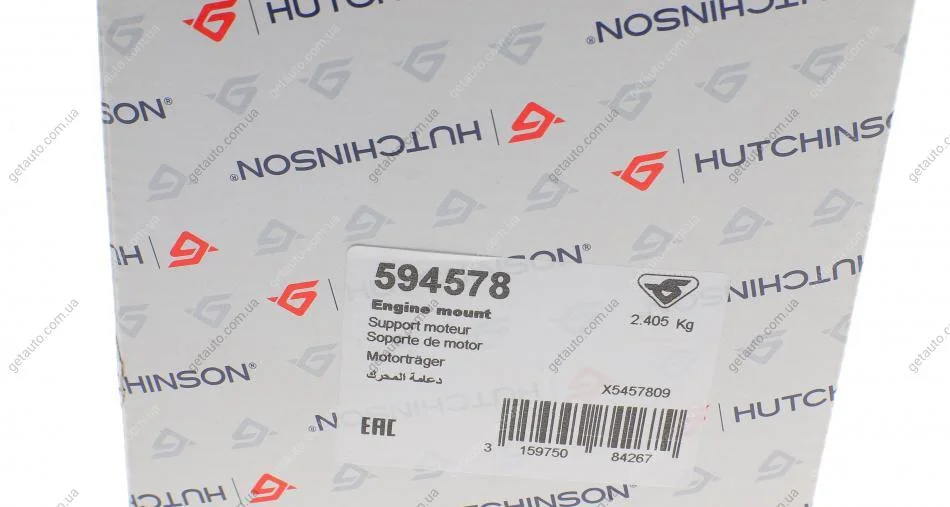 HUTCHINSON®
HUTCHINSON®
HUTCHINSON®
HUTCHINSON
594578
Engine mount
Support moteur
Soporte de motor
Motorträger
دعامة المحرك
2.405 Kg
X5457809
EAC
3 159750 84267
HUTCHINSON®
HUTCH
HUTCHINSON®
getauto.com.ua